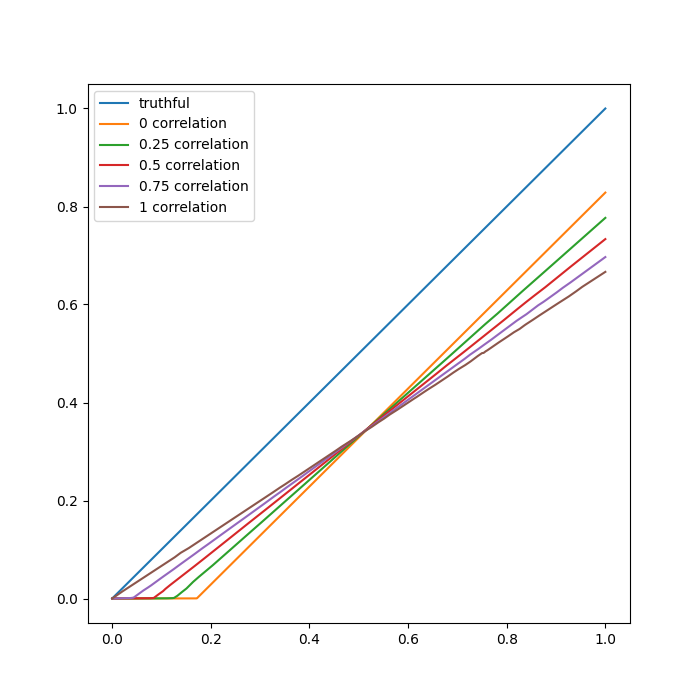 truthful
0 correlation
0.25 correlation
0.5 correlation
0.75 correlation
1 correlation
1.0
0.8
0.6
0.4
0.2
0.0
0.0 0.2 0.4 0.6 0.8 1.0